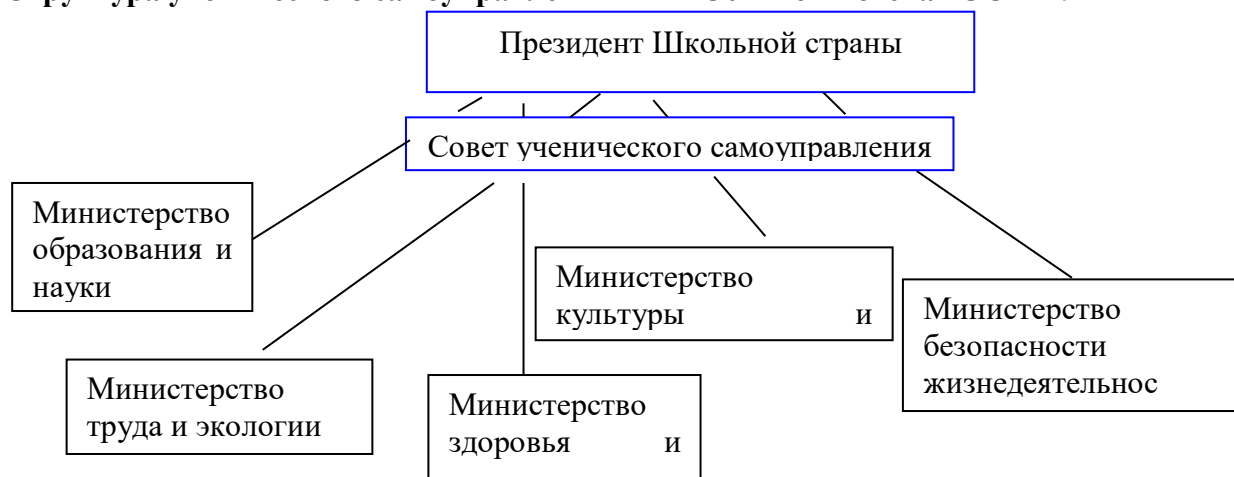 Президент Школьной страны
Совет ученического самоуправления
Министерство
образования и
науки
Министерство
культуры и
Министерство
безопасности
жизнедеятельнос
Министерство
труда и экологии
Министерство
здоровья и